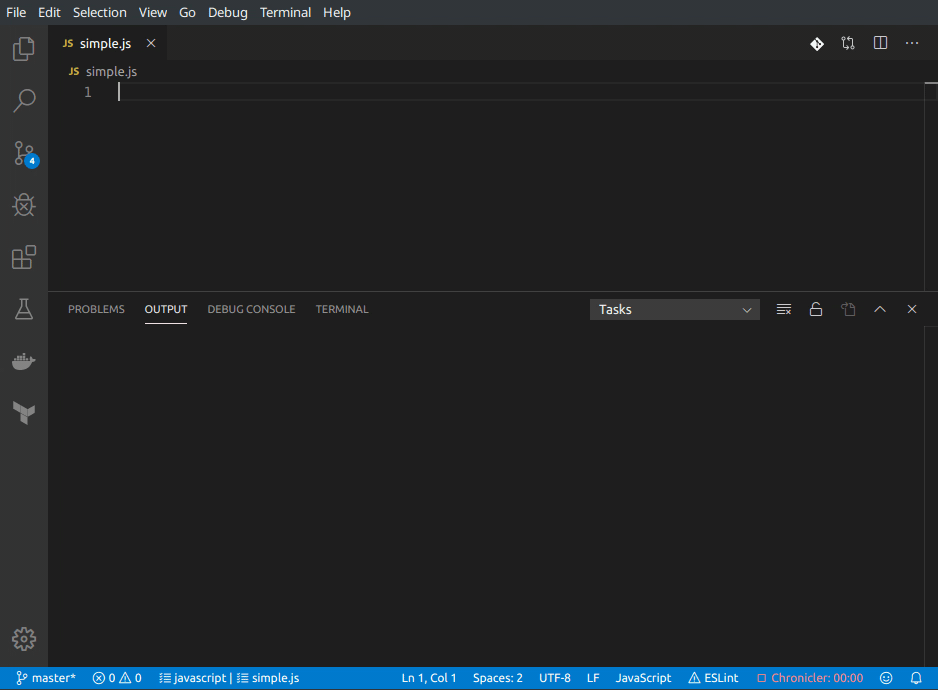 File Edit Selection View Go Debug Terminal Help
JS simple.js
JS simple.js
1
4
PROBLEMS OUTPUT DEBUG CONSOLE TERMINAL Tasks
master* 0 0 javascript | simple.js Ln 1, Col 1 Spaces: 2 UTF-8 LF JavaScript ESLint Chronicler: 00:00